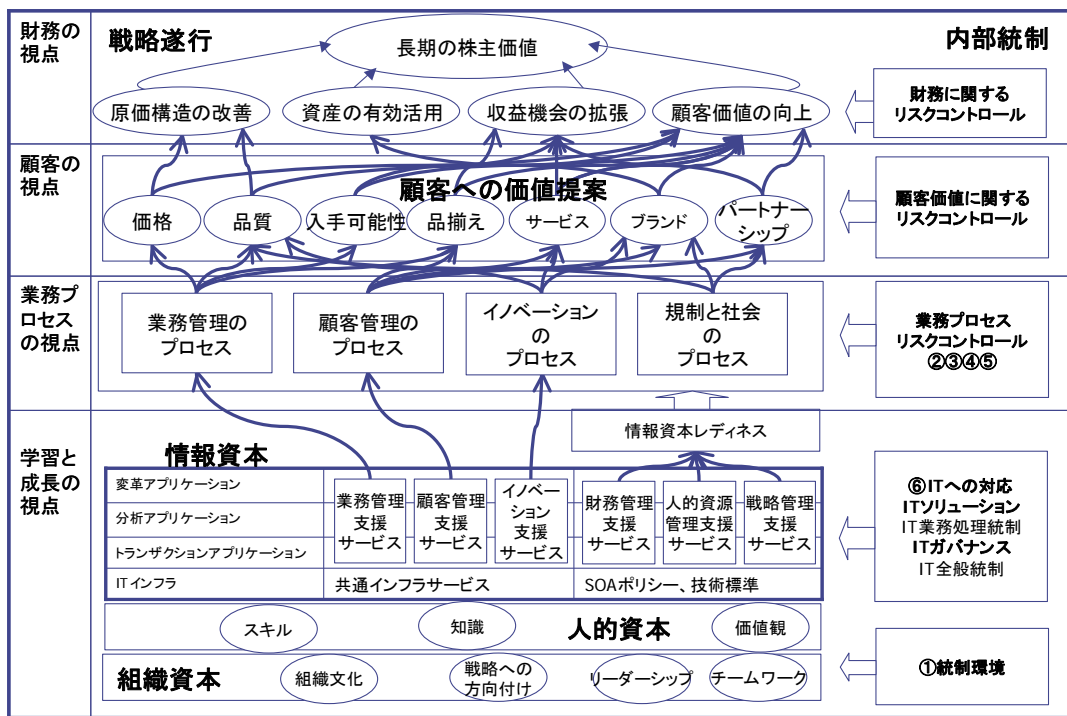 財務の
視点
戦略遂行
長期の株主価値
内部統制
原価構造の改善
資産の有効活用
収益機会の拡張
顧客価値の向上
財務に関する
リスクコントロール
顧客の
視点
顧客への価値提案
価格
品質
入手可能性
品揃え
サービス
ブランド
パートナー
シップ
顧客価値に関する
リスクコントロール
業務プ
ロセス
の視点
業務管理の
プロセス
顧客管理の
プロセス
イノベーション
の
プロセス
規制と社会
の
プロセス
業務プロセス
リスクコントロール
②③④⑤
学習と
成長の
視点
情報資本レディネス
情報資本
変革アプリケーション
分析アプリケーション
トランザクションアプリケーション
ITインフラ
業務管理
支援
サービス
顧客管理
支援
サービス
イノベー
ション支援
サービス
財務管理
支援
サービス
人的資源
管理支援
サービス
戦略管理
支援
サービス
共通インフラサービス
SOAポリシー、技術標準
⑥ITへの対応
ITソリューション
IT業務処理統制
ITガバナンス
IT全般統制
スキル
知識
人的資本
価値観
組織資本
組織文化
戦略への
方向付け
リーダーシップ
チームワーク
①統制環境